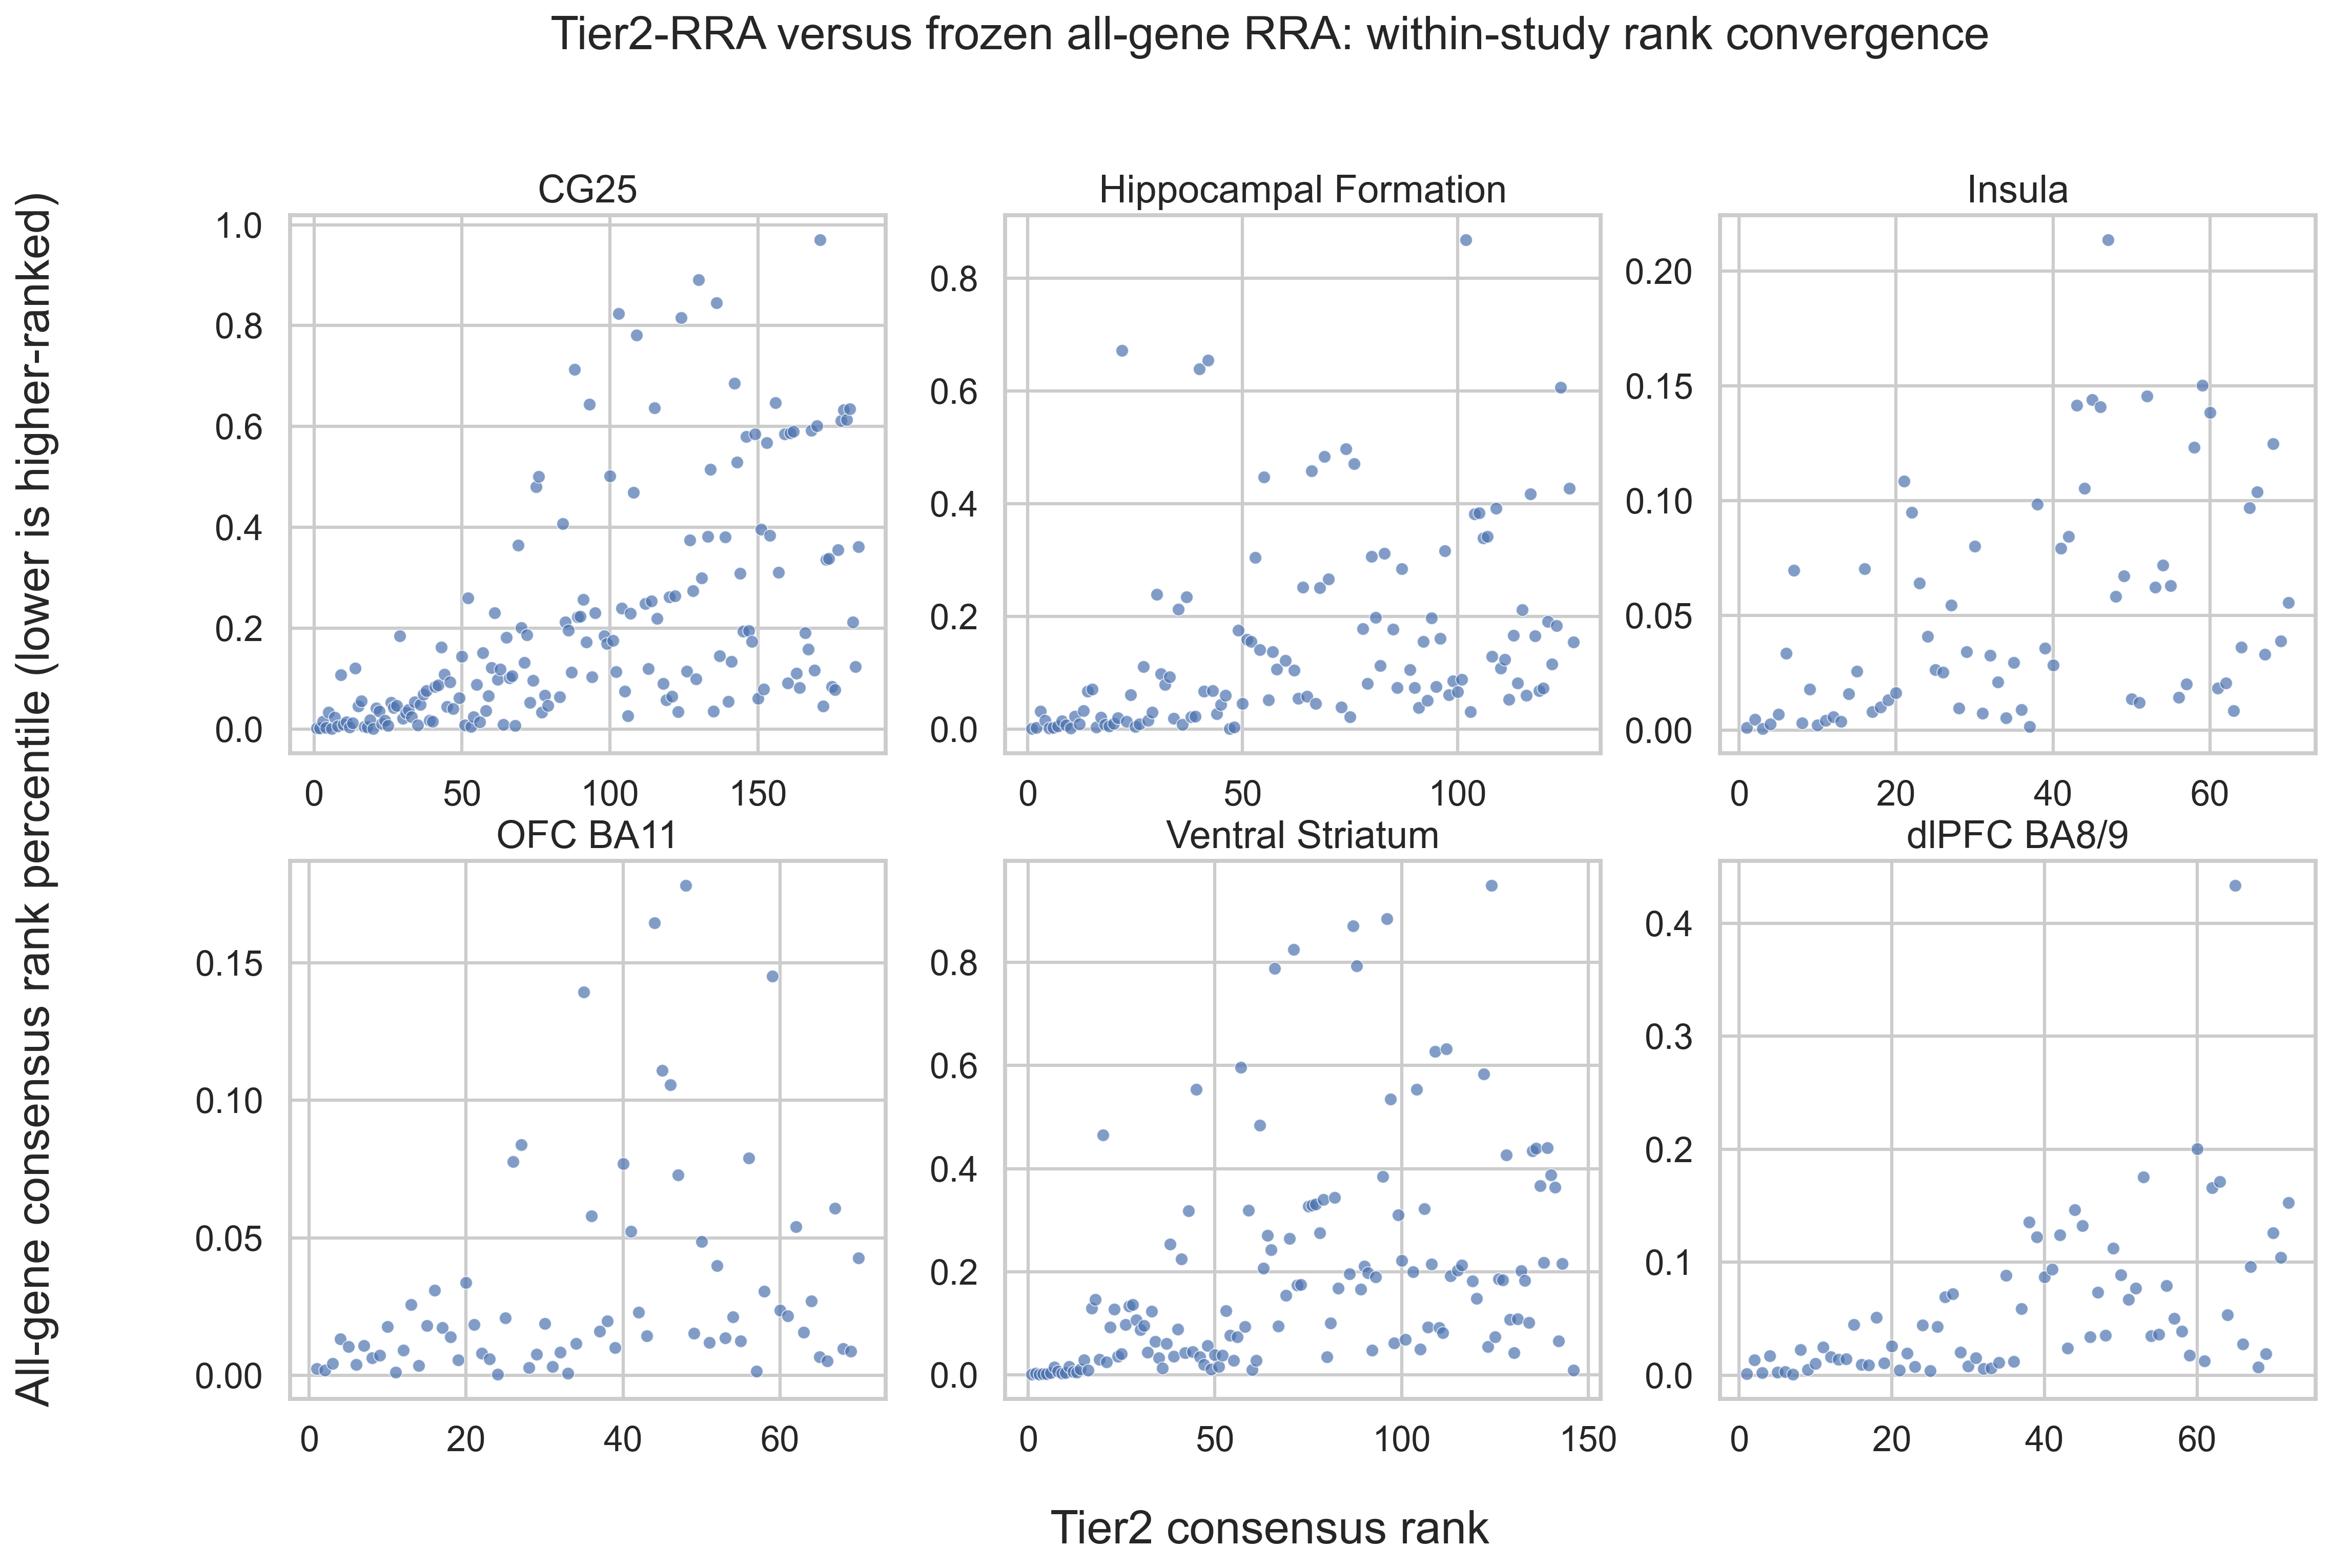 Tier2-RRA versus frozen all-gene RRA: within-study rank convergence
All-gene consensus rank percentile (lower is higher-ranked)
CG25
1.0
0.8
0.6
0.4
0.2
0.0
0 50 100 150
Hippocampal Formation
0.8
0.6
0.4
0.2
0.0
0 50 100
Insula
0.20
0.15
0.10
0.05
0.00
0 20 40 60
OFC BA11
0.15
0.10
0.05
0.00
0 20 40 60
Ventral Striatum
0.8
0.6
0.4
0.2
0.0
0 50 100 150
dlPFC BA8/9
0.4
0.3
0.2
0.1
0.0
0 20 40 60
Tier2 consensus rank